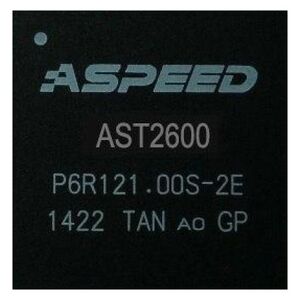 ASPEED
AST2600
P6R121.00S-2E
1422 TAN A0 GP